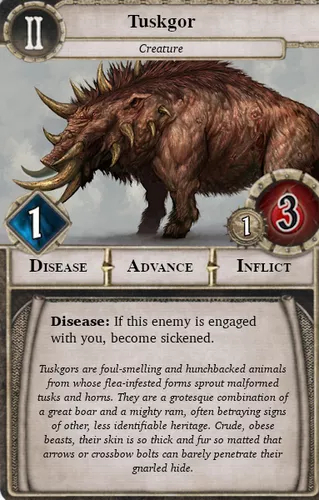 II
Tuskgor
Creature
1
1
3
DISEASE ADVANCE INFLICT
Disease: If this enemy is engaged
with you, become sickened.
Tuskgors are foul-smelling and hunchbacked animals
from whose flea-infested forms sprout malformed
tusks and horns. They are a grotesque combination of
a great boar and a mighty ram, often betraying signs
of other, less identifiable heritage. Crude, obese
beasts, their skin is so thick and fur so matted that
arrows or crossbow bolts can barely penetrate their
gnarled hide.